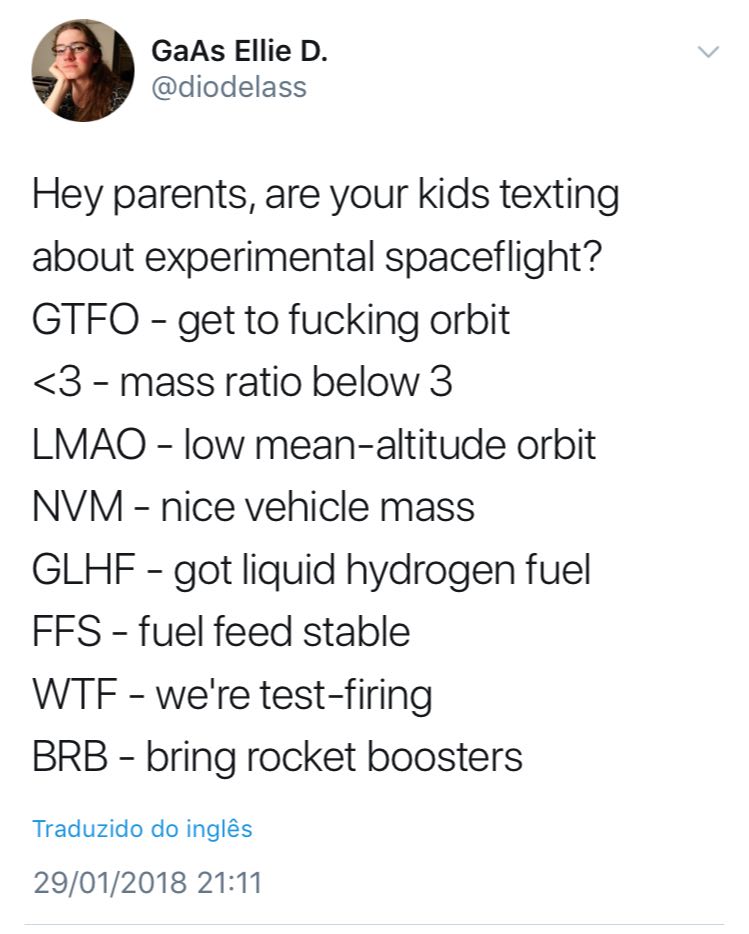 GaAs Ellie D.
@diodelass
Hey parents, are your kids texting
about experimental spaceflight?
GTFO - get to fucking orbit
<3 - mass ratio below 3
LMAO - low mean-altitude orbit
NVM - nice vehicle mass
GLHF - got liquid hydrogen fuel
FFS - fuel feed stable
WTF - we're test-firing
BRB - bring rocket boosters
Traduzido do inglês
29/01/2018 21:11